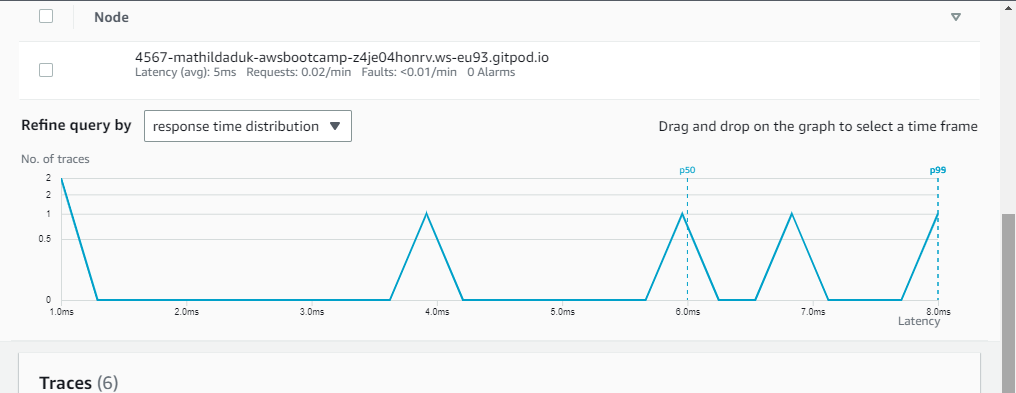 Node
4567-mathildaduk-awsbootcamp-z4je04honrv.ws-eu93.gitpod.io
Latency (avg): 5ms Requests: 0.02/min Faults: <0.01/min 0 Alarms
Refine query by response time distribution Drag and drop on the graph to select a time frame
No. of traces
p50 p99
2
2
1
0.5
0
1.0ms 2.0ms 3.0ms 4.0ms 5.0ms 6.0ms 7.0ms 8.0ms
Latency
Traces (6)